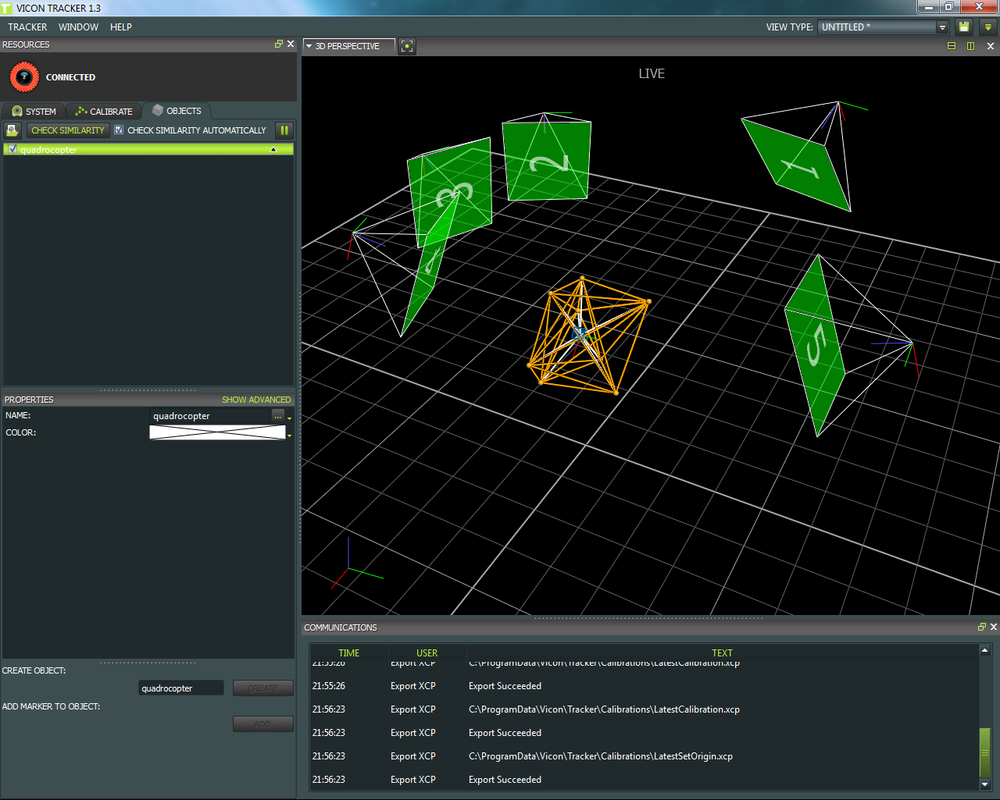 VICON TRACKER 1.3
TRACKER WINDOW HELP
VIEW TYPE: UNTITLED *
RESOURCES
CONNECTED
SYSTEM CALIBRATE OBJECTS
CHECK SIMILARITY CHECK SIMILARITY AUTOMATICALLY
quadrocopter
PROPERTIES SHOW ADVANCED
NAME: quadrocopter ...
COLOR:
CREATE OBJECT:
quadrocopter CREATE
ADD MARKER TO OBJECT:
ADD
3D PERSPECTIVE
LIVE
2
1
3
5
COMMUNICATIONS
TIME USER TEXT
21:55:26 Export XCP C:\ProgramData\Vicon\Tracker\Calibrations\LatestCalibration.xcp
21:55:26 Export XCP Export Succeeded
21:56:23 Export XCP C:\ProgramData\Vicon\Tracker\Calibrations\LatestCalibration.xcp
21:56:23 Export XCP Export Succeeded
21:56:23 Export XCP C:\ProgramData\Vicon\Tracker\Calibrations\LatestSetOrigin.xcp
21:56:23 Export XCP Export Succeeded